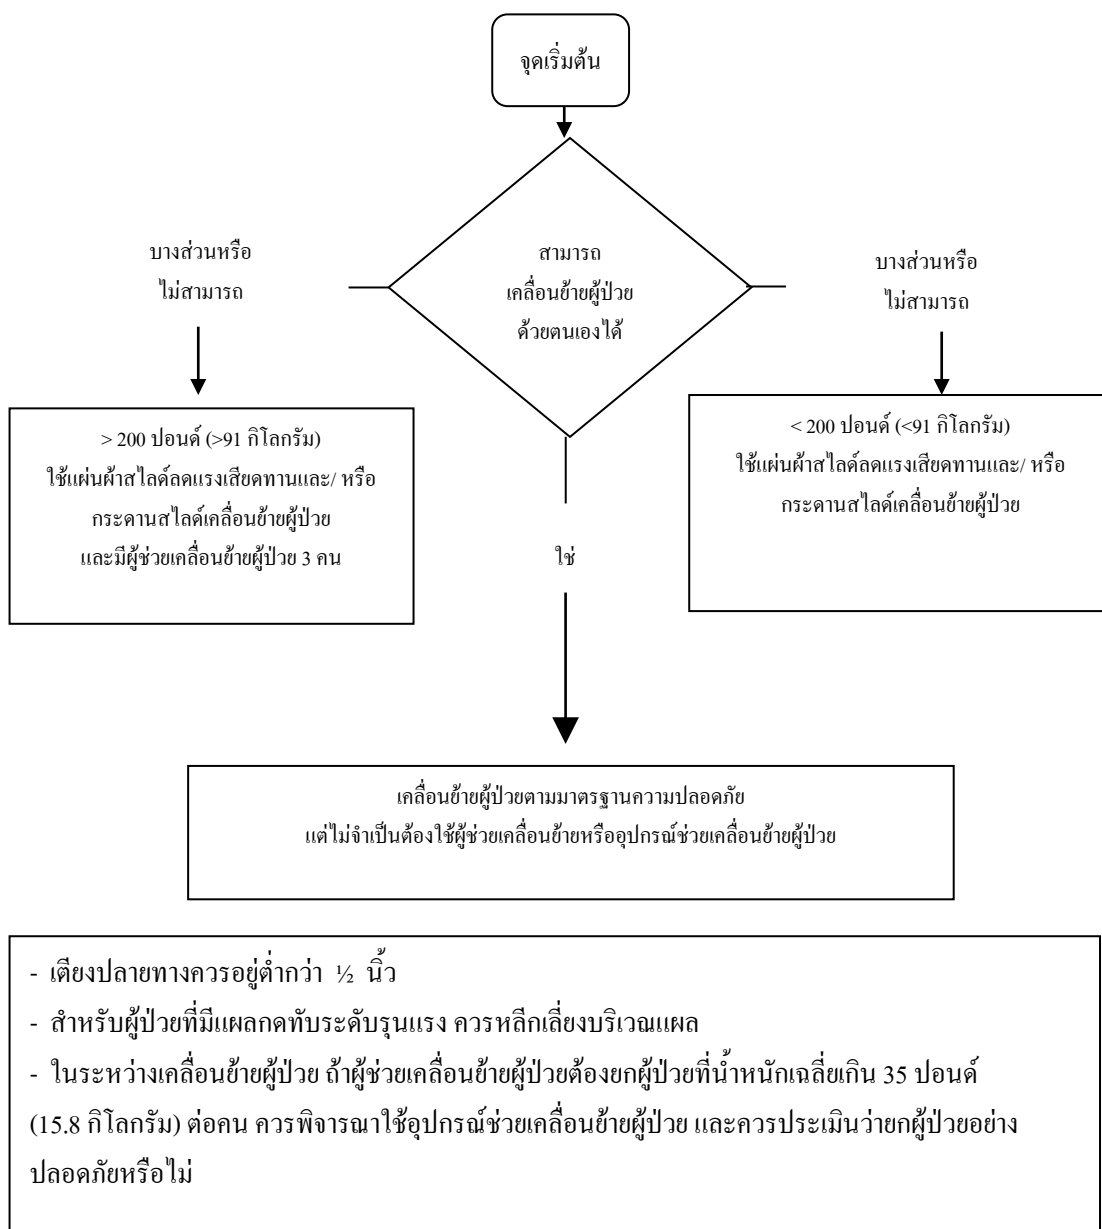 จุดเริ่มต้น
สามารถ
เคลื่อนย้ายผู้ป่วย
ด้วยตนเองได้
บางส่วนหรือ
ไม่สามารถ
บางส่วนหรือ
ไม่สามารถ
> 200 ปอนด์ (>91 กิโลกรัม)
ใช้แผ่นผ้าสไลด์ลดแรงเสียดทานและ/ หรือ
กระดานสไลด์เคลื่อนย้ายผู้ป่วย
และมีผู้ช่วยเคลื่อนย้ายผู้ป่วย 3 คน
< 200 ปอนด์ (<91 กิโลกรัม)
ใช้แผ่นผ้าสไลด์ลดแรงเสียดทานและ/ หรือ
กระดานสไลด์เคลื่อนย้ายผู้ป่วย
ใช่
เคลื่อนย้ายผู้ป่วยตามมาตรฐานความปลอดภัย
แต่ไม่จำเป็นต้องใช้ผู้ช่วยเคลื่อนย้ายหรืออุปกรณ์ช่วยเคลื่อนย้ายผู้ป่วย
- เตียงปลายทางควรอยู่ต่ำกว่า ½ นิ้ว
- สำหรับผู้ป่วยที่มีแผลกดทับระดับรุนแรง ควรหลีกเลี่ยงบริเวณแผล
- ในระหว่างเคลื่อนย้ายผู้ป่วย ถ้าผู้ช่วยเคลื่อนย้ายผู้ป่วยต้องยกผู้ป่วยที่น้ำหนักเฉลี่ยเกิน 35 ปอนด์
(15.8 กิโลกรัม) ต่อคน ควรพิจารณาใช้อุปกรณ์ช่วยเคลื่อนย้ายผู้ป่วย และควรประเมินว่ายกผู้ป่วยอย่าง
ปลอดภัยหรือไม่